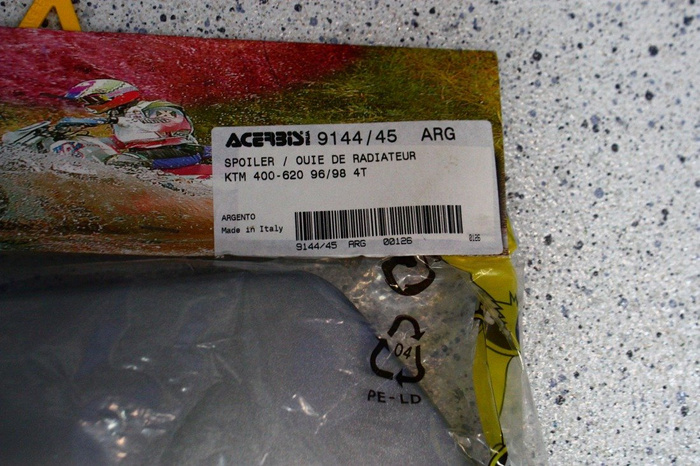 ACERBIS 9144/45 ARG
SPOILER / OUIE DE RADIATEUR
KTM 400-620 96/98 4T
ARGENTO
Made in Italy
9144/45 ARG 00126
0126
04
PE-LD